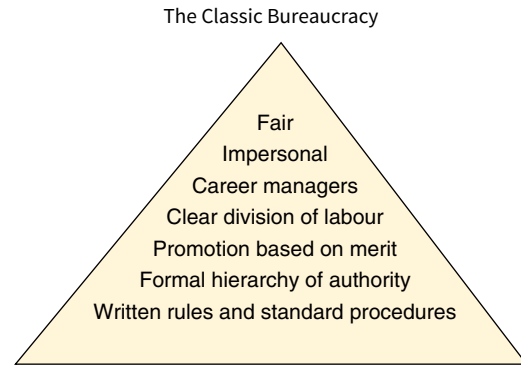 The Classic Bureaucracy
Fair
Impersonal
Career managers
Clear division of labour
Promotion based on merit
Formal hierarchy of authority
Written rules and standard procedures